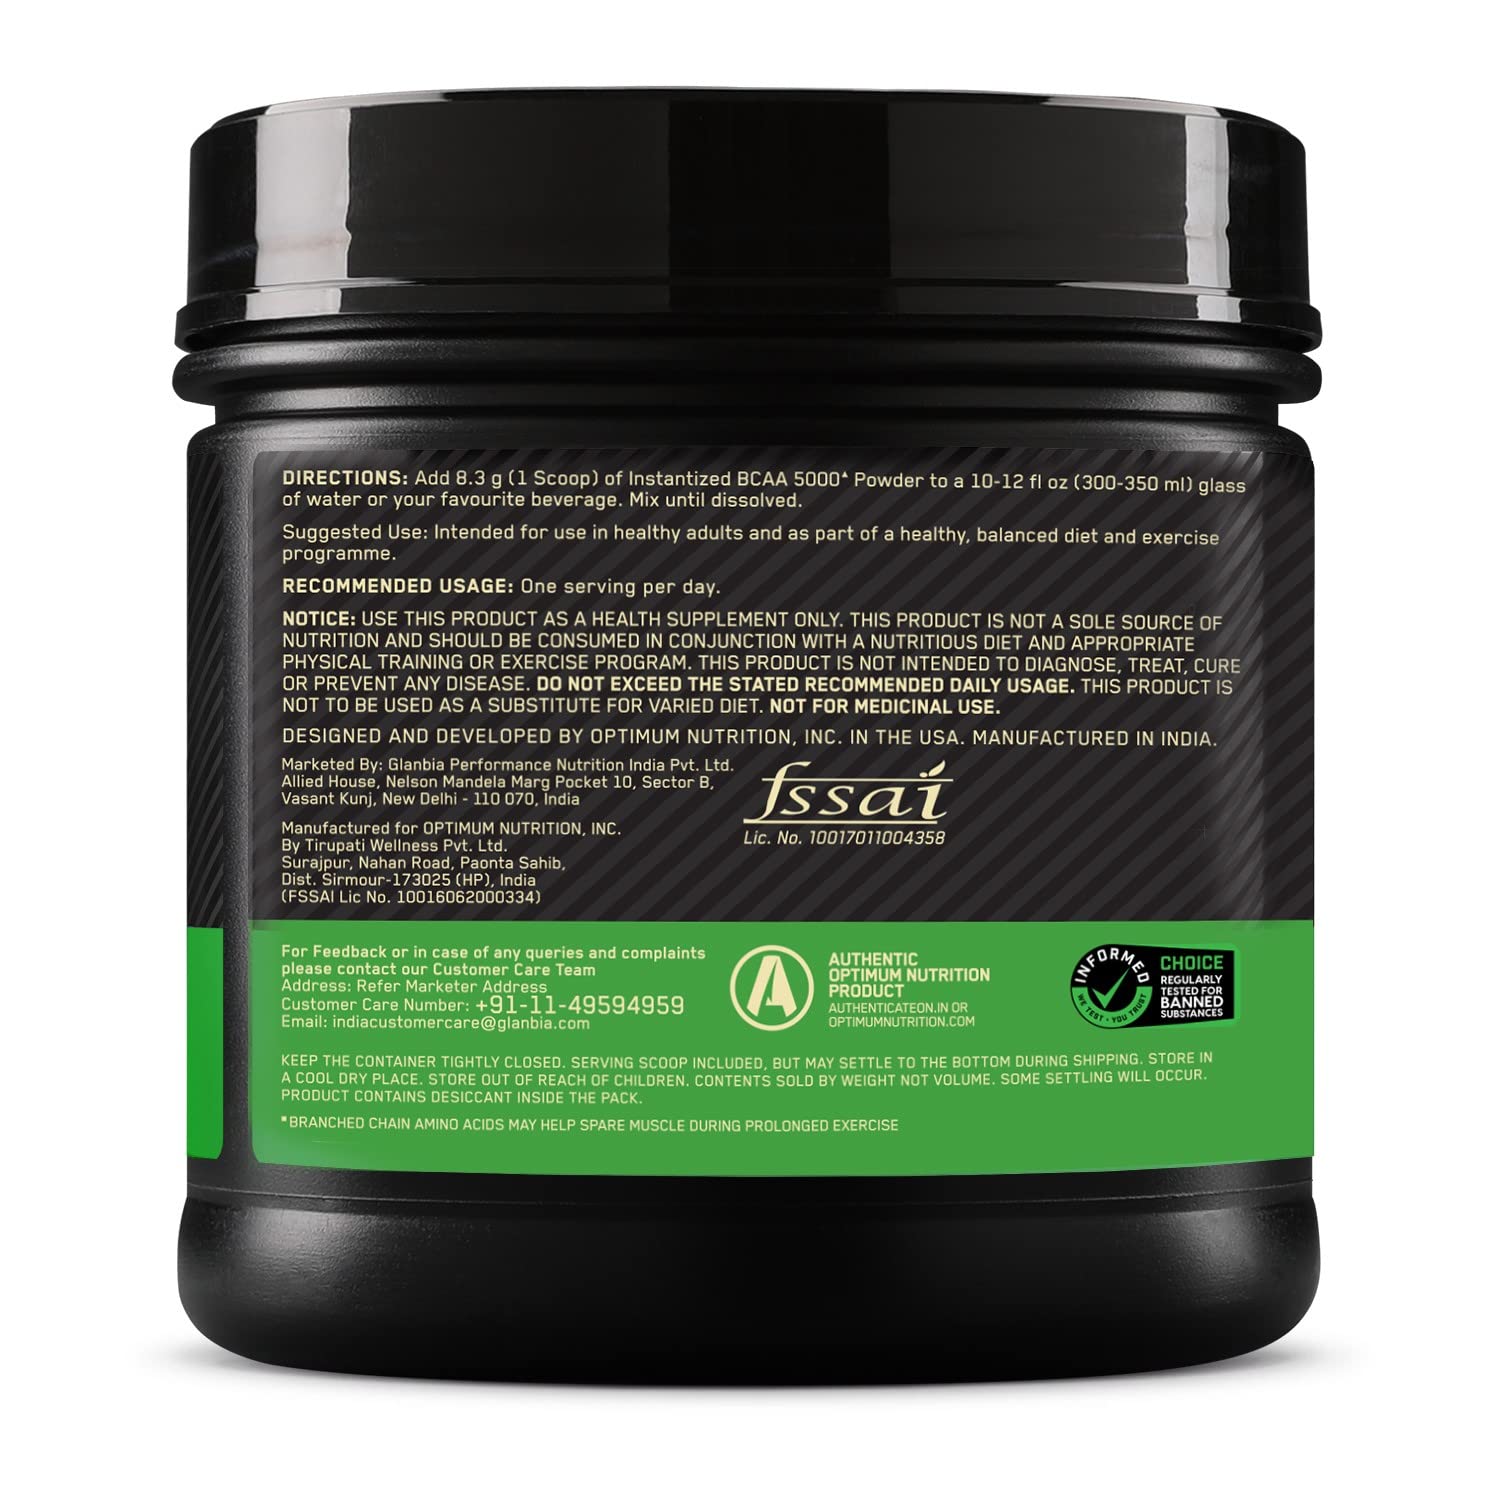 DIRECTIONS: Add 8.3 g (1 Scoop) of Instantized BCAA 5000▲ Powder to a 10-12 fl oz (300-350 ml) glass
of water or your favourite beverage. Mix until dissolved.
Suggested Use: Intended for use in healthy adults and as part of a healthy, balanced diet and exercise
programme.
RECOMMENDED USAGE: One serving per day.
NOTICE: USE THIS PRODUCT AS A HEALTH SUPPLEMENT ONLY. THIS PRODUCT IS NOT A SOLE SOURCE OF
NUTRITION AND SHOULD BE CONSUMED IN CONJUNCTION WITH A NUTRITIOUS DIET AND APPROPRIATE
PHYSICAL TRAINING OR EXERCISE PROGRAM. THIS PRODUCT IS NOT INTENDED TO DIAGNOSE, TREAT, CURE
OR PREVENT ANY DISEASE. DO NOT EXCEED THE STATED RECOMMENDED DAILY USAGE. THIS PRODUCT IS
NOT TO BE USED AS A SUBSTITUTE FOR VARIED DIET. NOT FOR MEDICINAL USE.
DESIGNED AND DEVELOPED BY OPTIMUM NUTRITION, INC. IN THE USA. MANUFACTURED IN INDIA.
Marketed By: Glanbia Performance Nutrition India Pvt. Ltd.
Allied House, Nelson Mandela Marg Pocket 10, Sector B,
Vasant Kunj, New Delhi - 110 070, India
fssai
Lic. No. 10017011004358
Manufactured for OPTIMUM NUTRITION, INC.
By Tirupati Wellness Pvt. Ltd.
Surajpur, Nahan Road, Paonta Sahib,
Dist. Sirmour-173025 (HP), India
(FSSAI Lic No. 10016062000334)
For Feedback or in case of any queries and complaints
please contact our Customer Care Team
Address: Refer Marketer Address
Customer Care Number: +91-11-49594959
Email: indiacustomercare@glanbia.com
A
AUTHENTIC
OPTIMUM NUTRITION
PRODUCT
AUTHENTICATEON.IN OR
OPTIMUMNUTRITION.COM
INFORMED
WE TEST • YOU TRUST
CHOICE
REGULARLY
TESTED FOR
BANNED
SUBSTANCES
KEEP THE CONTAINER TIGHTLY CLOSED. SERVING SCOOP INCLUDED, BUT MAY SETTLE TO THE BOTTOM DURING SHIPPING. STORE IN
A COOL DRY PLACE. STORE OUT OF REACH OF CHILDREN. CONTENTS SOLD BY WEIGHT NOT VOLUME. SOME SETTLING WILL OCCUR.
PRODUCT CONTAINS DESICCANT INSIDE THE PACK.
▪BRANCHED CHAIN AMINO ACIDS MAY HELP SPARE MUSCLE DURING PROLONGED EXERCISE